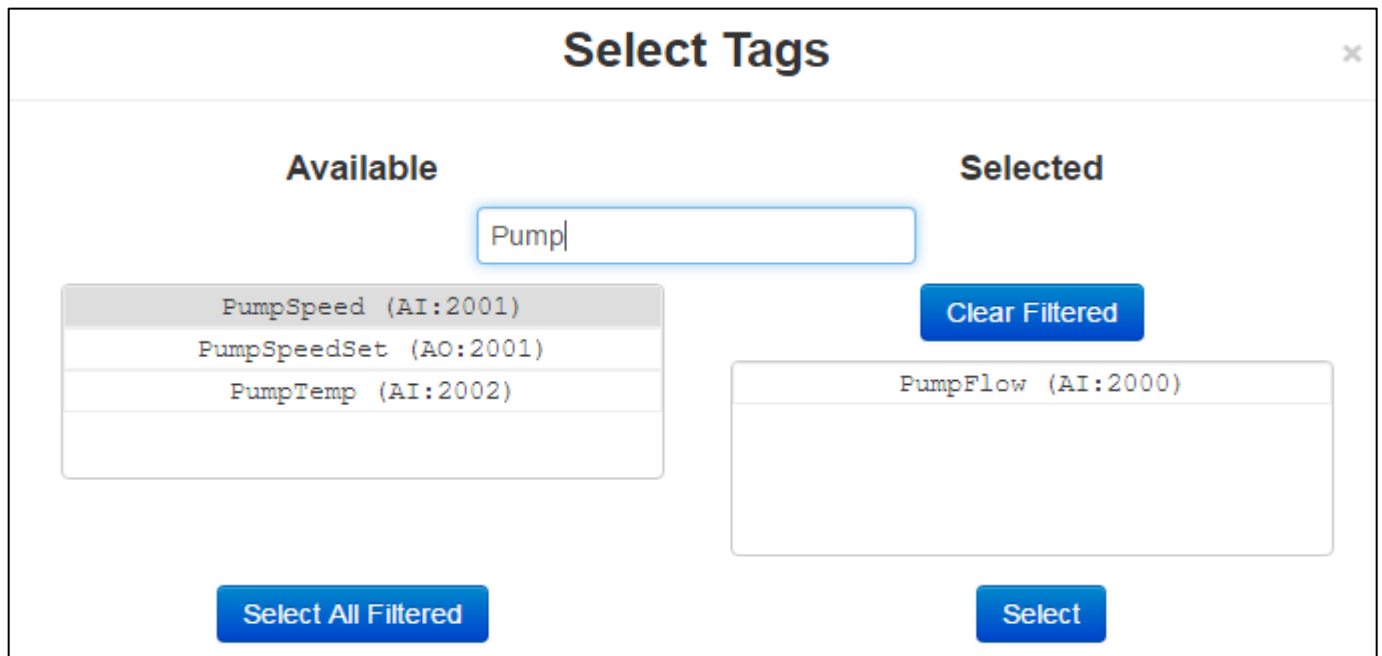 Select Tags
×
Available
Selected
Pump
PumpSpeed (AI:2001)
PumpSpeedSet (AO:2001)
PumpTemp (AI:2002)
Clear Filtered
PumpFlow (AI:2000)
Select All Filtered
Select